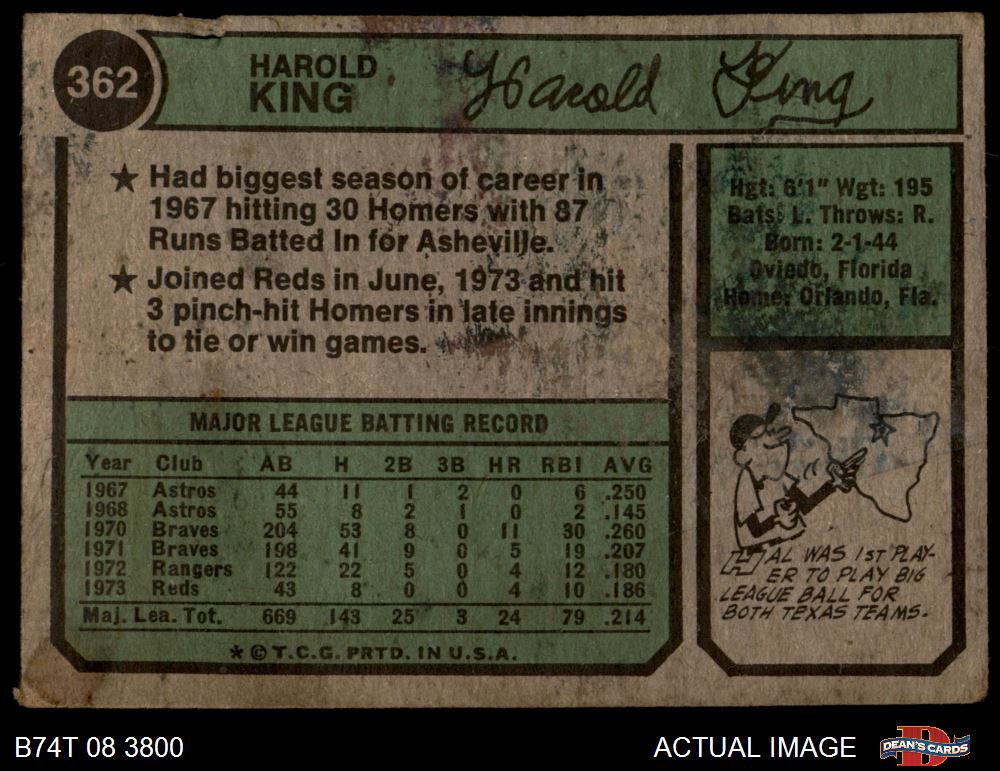 362
HAROLD
KING
Harold King
★ Had biggest season of career in
1967 hitting 30 Homers with 87
Runs Batted In for Asheville.
★ Joined Reds in June, 1973 and hit
3 pinch-hit Homers in late innings
to tie or win games.
Hgt: 6'1" Wgt: 195
Bats: L. Throws: R.
Born: 2-1-44
Oviedo, Florida
Home: Orlando, Fla.
MAJOR LEAGUE BATTING RECORD
Year Club AB H 2B 3B HR RBI AVG
1967 Astros 44 11 1 2 0 6 .250
1968 Astros 55 8 2 1 0 2 .145
1970 Braves 204 53 8 0 11 30 .260
1971 Braves 198 41 9 0 5 19 .207
1972 Rangers 122 22 5 0 4 12 .180
1973 Reds 43 8 0 0 4 10 .186
Maj. Lea. Tot. 669 143 25 3 24 79 .214
* © T.C.G. PRTD. IN U.S.A.
HAL WAS 1ST PLAY-
ER TO PLAY BIG
LEAGUE BALL FOR
BOTH TEXAS TEAMS.
B74T 08 3800
ACTUAL IMAGE
DEAN'S CARDS